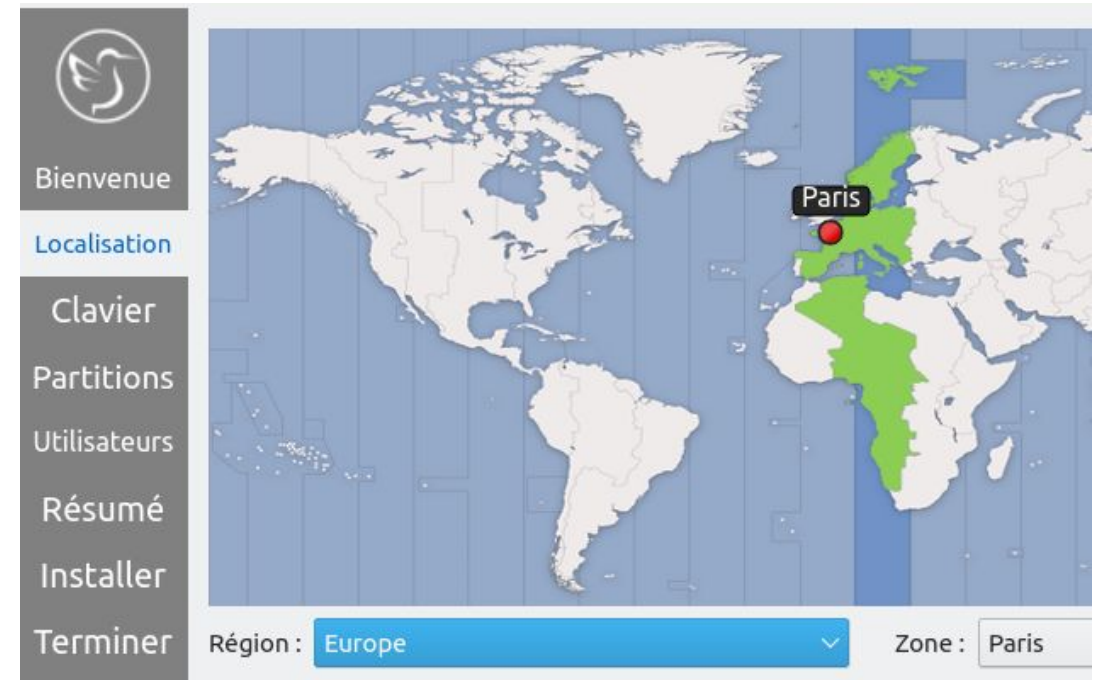 Bienvenue
Localisation
Clavier
Partitions
Utilisateurs
Résumé
Installer
Terminer
Paris
Région : Europe Zone : Paris